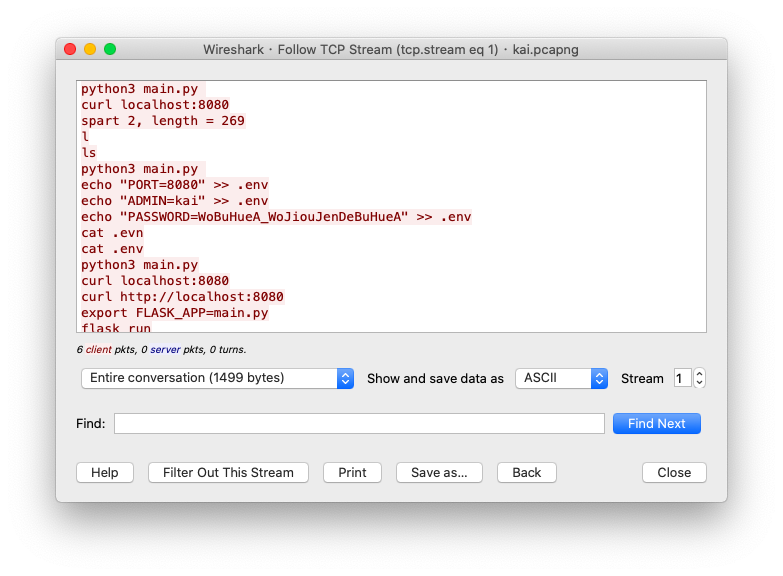 Wireshark · Follow TCP Stream (tcp.stream eq 1) · kai.pcapng
python3 main.py
curl localhost:8080
spart 2, length = 269
l
ls
python3 main.py
echo "PORT=8080" >> .env
echo "ADMIN=kai" >> .env
echo "PASSWORD=WoBuHueA_WoJiouJenDeBuHueA" >> .env
cat .evn
cat .env
python3 main.py
curl localhost:8080
curl http://localhost:8080
export FLASK_APP=main.py
flask run
6 client pkts, 0 server pkts, 0 turns.
Entire conversation (1499 bytes) Show and save data as ASCII Stream 1
Find: Find Next
Help Filter Out This Stream Print Save as... Back Close